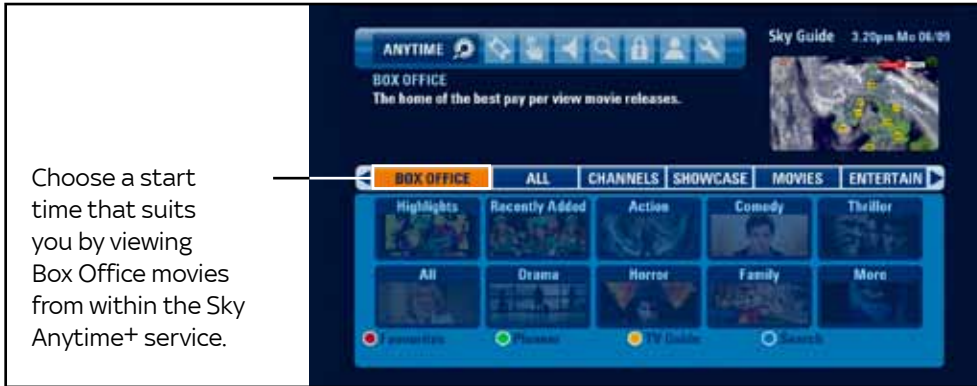 Choose a start
time that suits
you by viewing
Box Office movies
from within the Sky
Anytime+ service.
ANYTIME
Sky Guide 3.20pm Mo 06/09
BOX OFFICE
The home of the best pay per view movie releases.
BOX OFFICE ALL CHANNELS SHOWCASE MOVIES ENTERTAIN
Highlights Recently Added Action Comedy Thriller
All Drama Horror Family More
Favourites Planner TV Guide Search